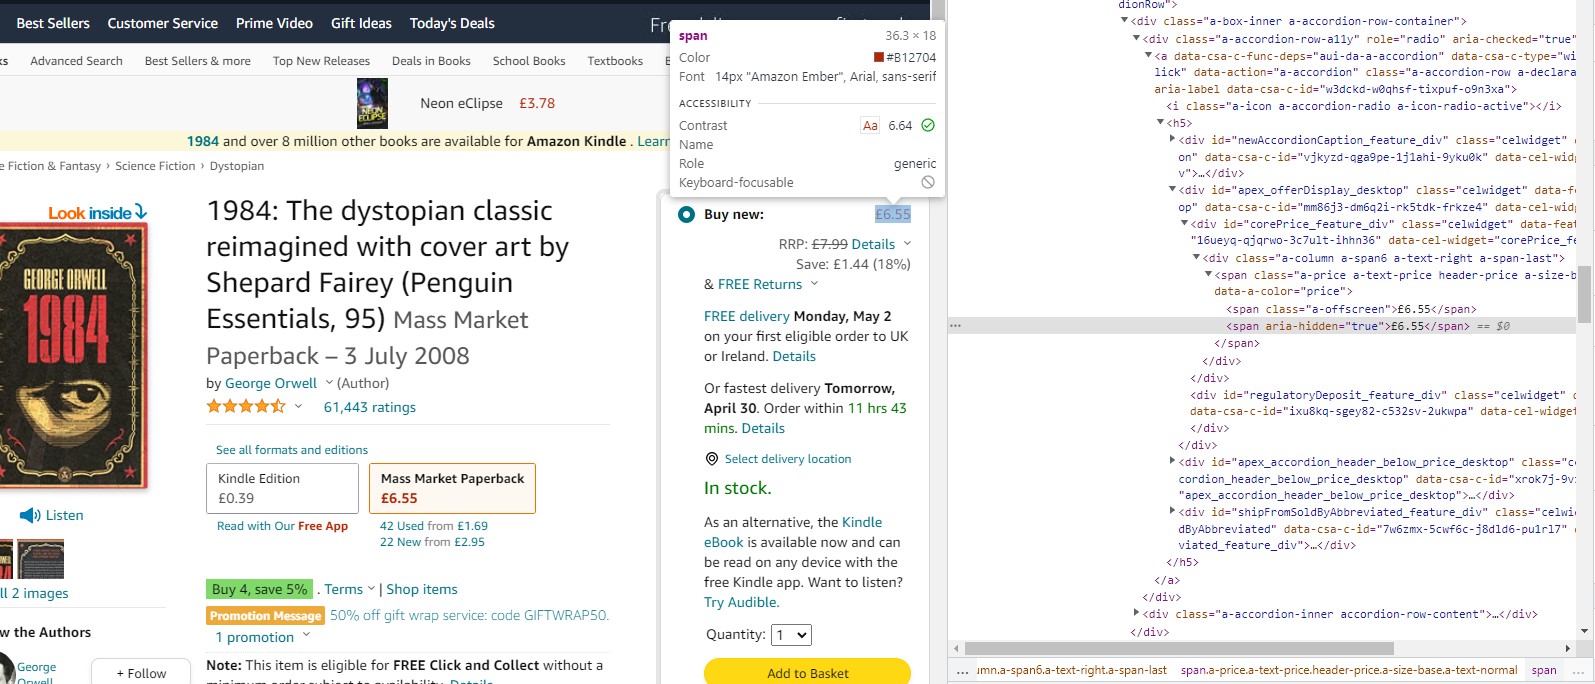 Best Sellers Customer Service Prime Video Gift Ideas Today's Deals
Advanced Search Best Sellers & more Top New Releases Deals in Books School Books Textbooks
Neon eClipse £3.78
1984 and over 8 million other books are available for Amazon Kindle . Learn
Fiction & Fantasy › Science Fiction › Dystopian
Look inside
GEORGE ORWELL
1984
Listen
1984: The dystopian classic
reimagined with cover art by
Shepard Fairey (Penguin
Essentials, 95) Mass Market
Paperback – 3 July 2008
by George Orwell (Author)
61,443 ratings
See all formats and editions
Kindle Edition
£0.39
Read with Our Free App
Mass Market Paperback
£6.55
42 Used from £1.69
22 New from £2.95
Buy 4, save 5% . Terms | Shop items
Promotion Message 50% off gift wrap service: code GIFTWRAP50.
1 promotion
Note: This item is eligible for FREE Click and Collect without a
2 images
the Authors
George
Orwell
+ Follow
span 36.3 × 18
Color #B12704
Font 14px "Amazon Ember", Arial, sans-serif
ACCESSIBILITY
Contrast Aa 6.64
Name
Role generic
Keyboard-focusable
Buy new: £6.55
RRP: £7.99 Details
Save: £1.44 (18%)
& FREE Returns
FREE delivery Monday, May 2
on your first eligible order to UK
or Ireland. Details
Or fastest delivery Tomorrow,
April 30. Order within 11 hrs 43
mins. Details
Select delivery location
In stock.
As an alternative, the Kindle
eBook is available now and can
be read on any device with the
free Kindle app. Want to listen?
Try Audible.
Quantity: 1
Add to Basket
dionRow">
<div class="a-box-inner a-accordion-row-container">
<div class="a-accordion-row-a11y" role="radio" aria-checked="true"
<a data-csa-c-func-deps="aui-da-a-accordion" data-csa-c-type="wi
lick" data-action="a-accordion" class="a-accordion-row a-declara
aria-label data-csa-c-id="w3dckd-w0qhsf-tixpuf-o9n3xa">
<i class="a-icon a-accordion-radio a-icon-radio-active"></i>
<h5>
<div id="newAccordionCaption_feature_div" class="celwidget"
on" data-csa-c-id="vjkyzd-qga9pe-1j1ahi-9yku0k" data-cel-widg
v">…</div>
<div id="apex_offerDisplay_desktop" class="celwidget" data-fe
op" data-csa-c-id="mm86j3-dm6q2i-rk5tdk-frkze4" data-cel-widg
<div id="corePrice_feature_div" class="celwidget" data-feat
"16ueyq-qjqrwo-3c7ult-ihhn36" data-cel-widget="corePrice_fe
<div class="a-column a-span6 a-text-right a-span-last">
<span class="a-price a-text-price header-price a-size-b
data-a-color="price">
<span class="a-offscreen">£6.55</span>
<span aria-hidden="true">£6.55</span> == $0
</span>
</div>
</div>
<div id="regulatoryDeposit_feature_div" class="celwidget"
data-csa-c-id="ixu8kq-sgey82-c532sv-2ukwpa" data-cel-widget
</div>
</div>
<div id="apex_accordion_header_below_price_desktop" class="c
cordion_header_below_price_desktop" data-csa-c-id="xrok7j-9v
"apex_accordion_header_below_price_desktop">…</div>
<div id="shipFromSoldByAbbreviated_feature_div" class="celwi
dByAbbreviated" data-csa-c-id="7w6zmx-5cwf6c-j8dld6-pu1rl7"
viated_feature_div">…</div>
</h5>
</a>
</div>
<div class="a-accordion-inner accordion-row-content">…</div>
</div>
… umn.a-span6.a-text-right.a-span-last span.a-price.a-text-price.header-price.a-size-base.a-text-normal span …